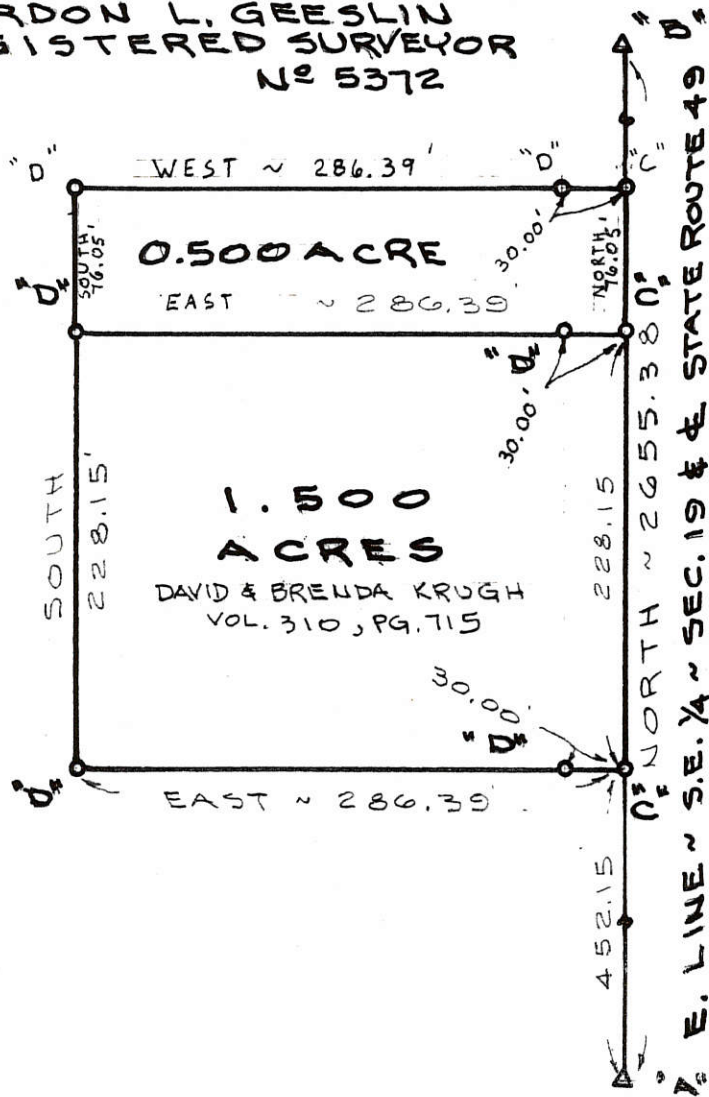 RDON L. GEESLIN
GISTERED SURVEYOR
Nº 5372
"B"
"D"
WEST ~ 286.39'
"D"
"C"
SOUTH
76.05'
0.500 ACRE
30.00'
NORTH
76.05'
"D"
EAST ~ 286.39
"D"
"C"
30.00'
SOUTH
228.15'
1.500
ACRES
DAVID & BRENDA KRUGH
VOL. 310, PG. 715
228.15
NORTH ~ 2655.38
E. LINE ~ S.E. ¼ ~ SEC. 19 & ℄ STATE ROUTE 49
30.00'
"D"
"D"
EAST ~ 286.39'
"C"
452.15
"A"